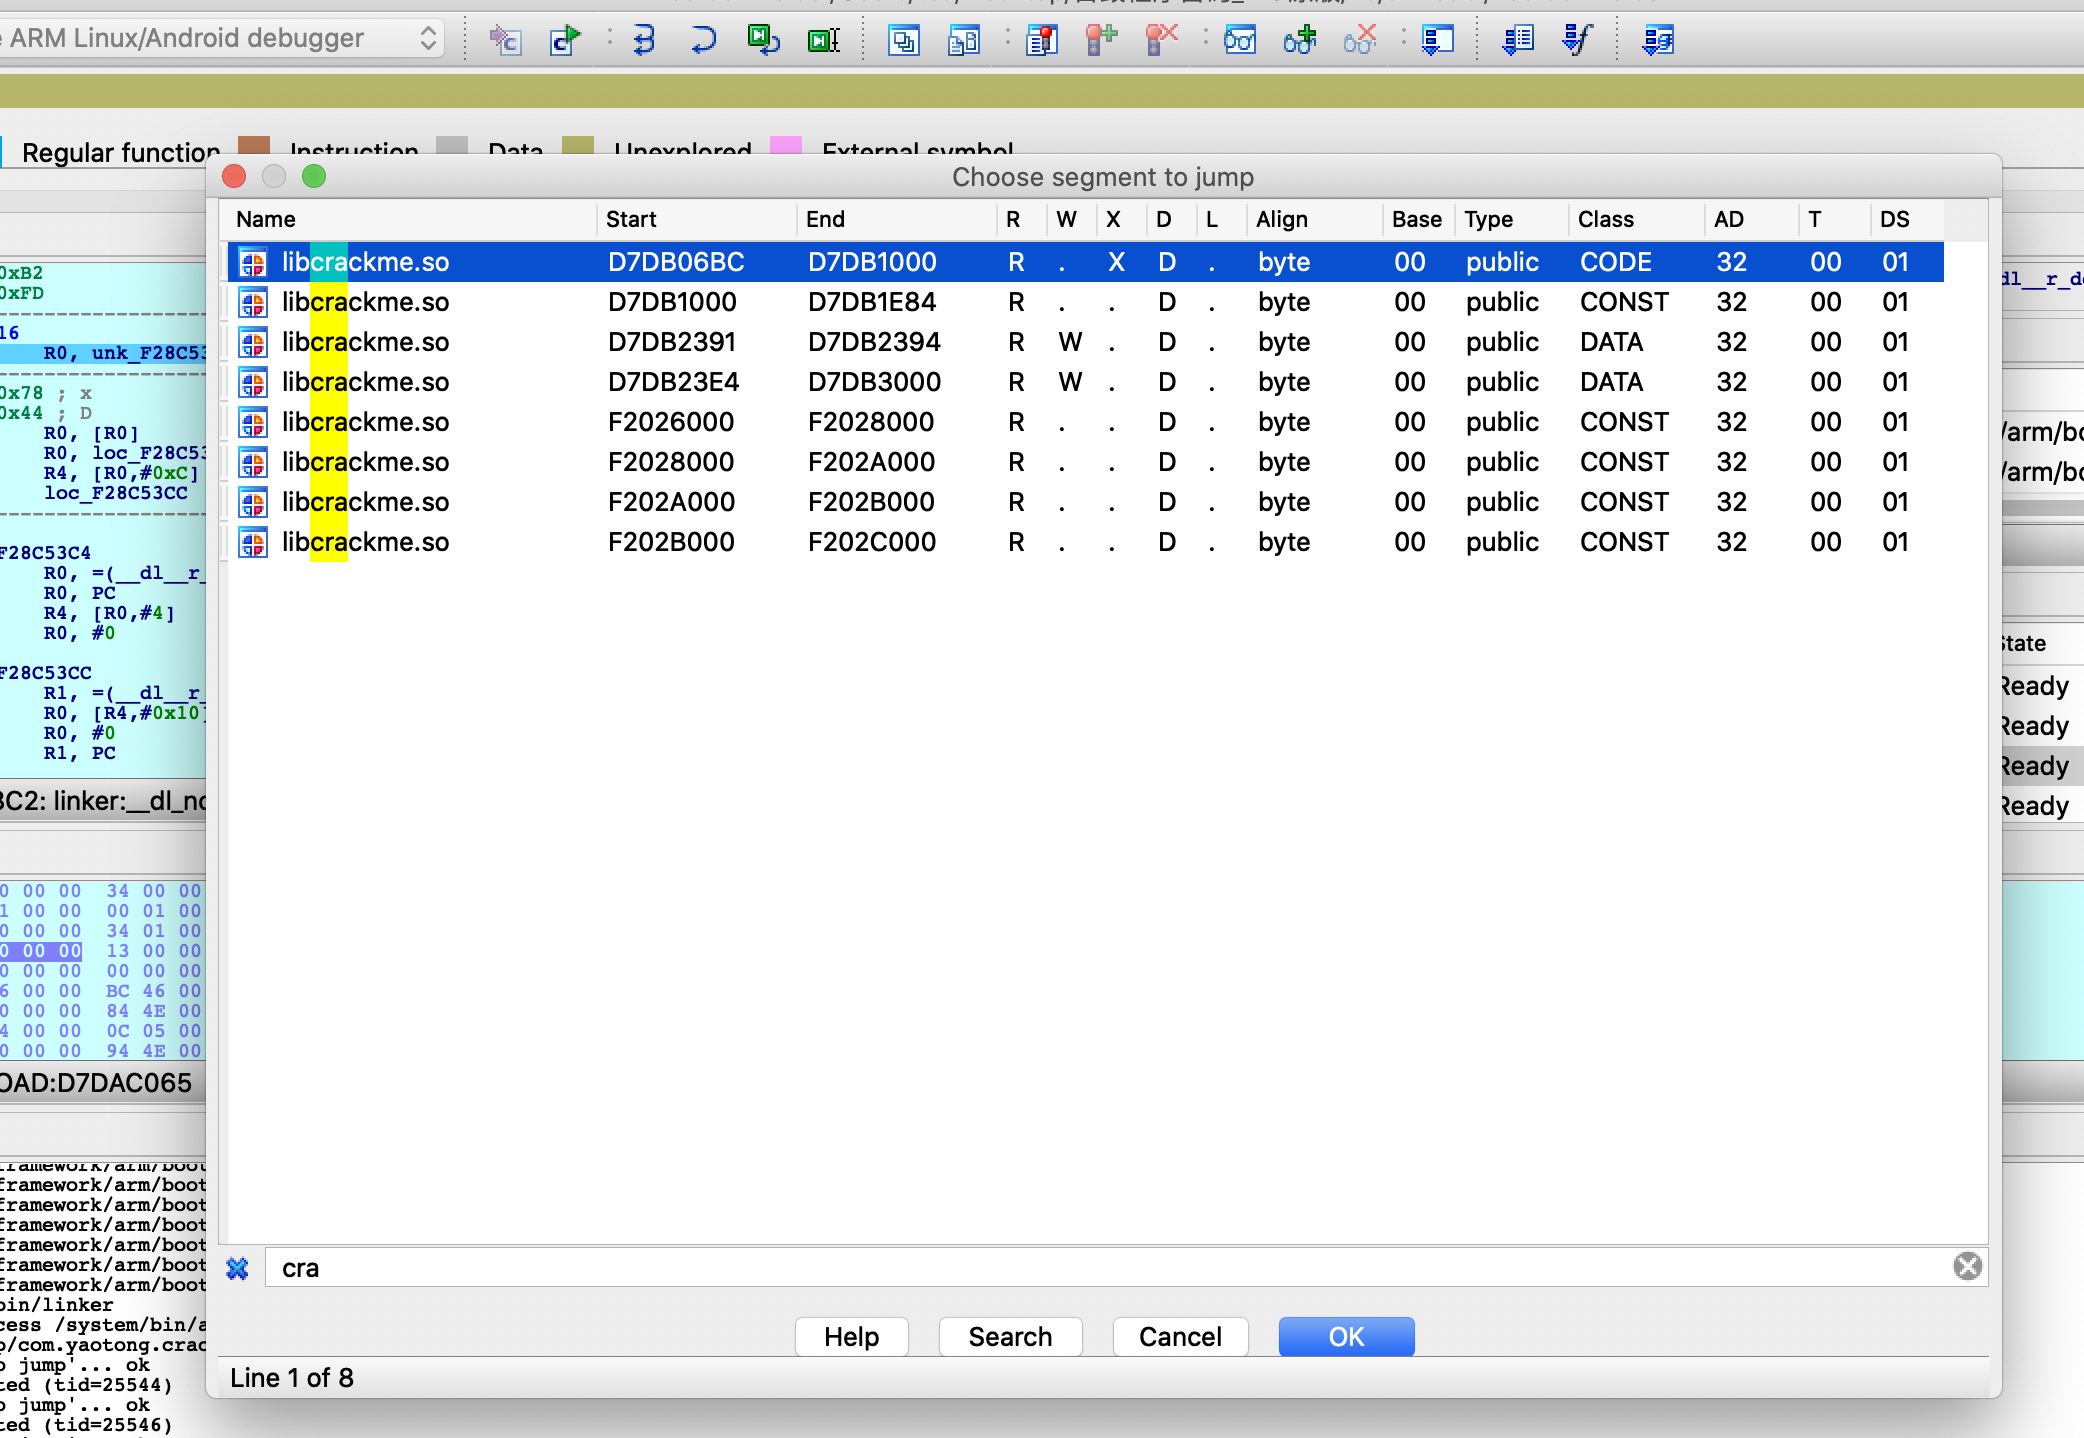 ARM Linux/Android debugger
Regular function Instruction Data Unexplored External symbol
Choose segment to jump
Name Start End R W X D L Align Base Type Class AD T DS
libcrackme.so D7DB06BC D7DB1000 R . X D . byte 00 public CODE 32 00 01
libcrackme.so D7DB1000 D7DB1E84 R . . D . byte 00 public CONST 32 00 01
libcrackme.so D7DB2391 D7DB2394 R W . D . byte 00 public DATA 32 00 01
libcrackme.so D7DB23E4 D7DB3000 R W . D . byte 00 public DATA 32 00 01
libcrackme.so F2026000 F2028000 R . . D . byte 00 public CONST 32 00 01
libcrackme.so F2028000 F202A000 R . . D . byte 00 public CONST 32 00 01
libcrackme.so F202A000 F202B000 R . . D . byte 00 public CONST 32 00 01
libcrackme.so F202B000 F202C000 R . . D . byte 00 public CONST 32 00 01
cra
Help Search Cancel OK
Line 1 of 8
0xB2
0xFD
16
R0, unk_F28C53
0x78 ; x
0x44 ; D
R0, [R0]
R0, loc_F28C53
R4, [R0,#0xC]
loc_F28C53CC
F28C53C4
R0, =(__dl__r_
R0, PC
R4, [R0,#4]
R0, #0
F28C53CC
R1, =(__dl__r_
R0, [R4,#0x10]
R0, #0
R1, PC
3C2: linker:__dl_no
0 00 00 34 00 00
1 00 00 00 01 00
0 00 00 34 01 00
0 00 00 13 00 00
0 00 00 00 00 00
6 00 00 BC 46 00
0 00 00 84 4E 00
4 00 00 0C 05 00
0 00 00 94 4E 00
OAD:D7DAC065
framework/arm/boot
framework/arm/boot
framework/arm/boot
framework/arm/boot
framework/arm/boot
framework/arm/boot
framework/arm/boot
bin/linker
cess /system/bin/a
p/com.yaotong.crac
o jump'... ok
ted (tid=25544)
o jump'... ok
ted (tid=25546)
dl__r_de
/arm/bo
/arm/bo
State
Ready
Ready
Ready
Ready